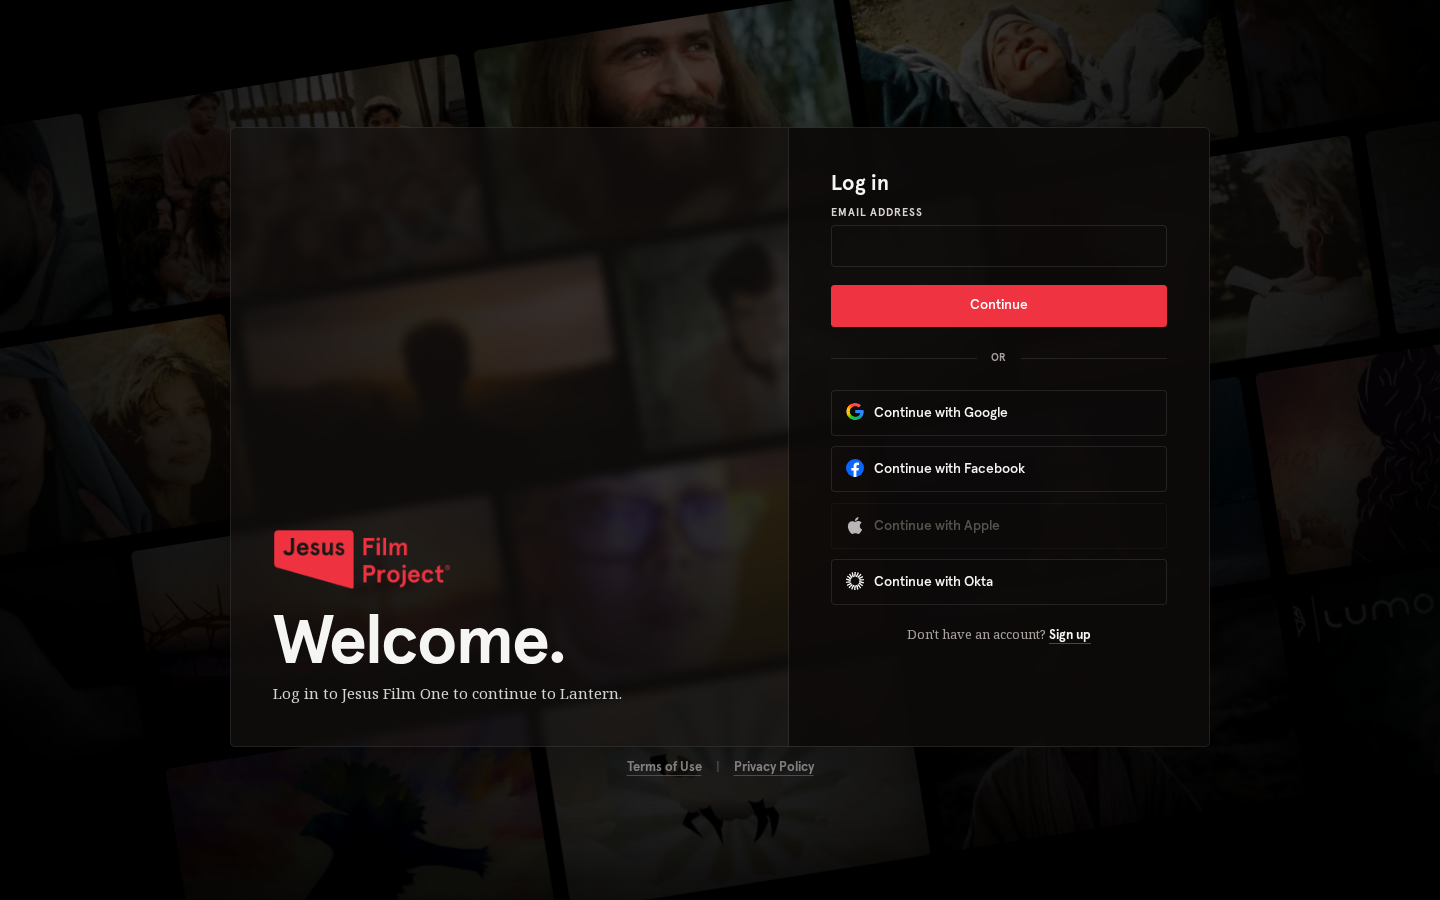 Jesus Film
Project®
Welcome.
Log in to Jesus Film One to continue to Lantern.
Log in
EMAIL ADDRESS
Continue
OR
Continue with Google
Continue with Facebook
Continue with Apple
Continue with Okta
Don't have an account? Sign up
LUMO
Terms of Use | Privacy Policy